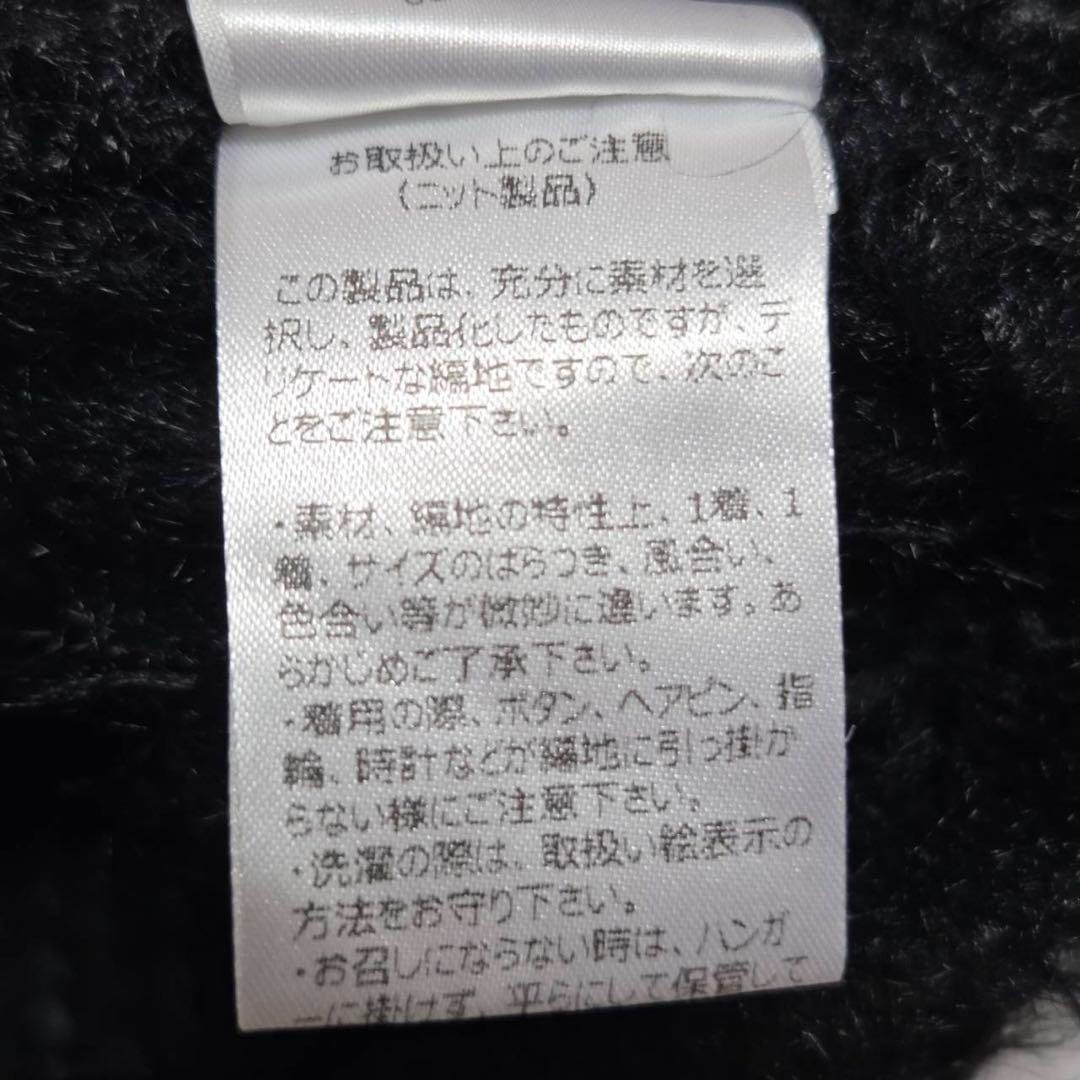 お取扱い上のご注意
(ニット製品)
この製品は、充分に素材を選
択し、製品化したものですが、デ
リケートな編地ですので、次のこ
とをご注意下さい。
・素材、編地の特性上、1着、1
着、サイズのばらつき、風合い、
色合い等が微妙に違います。あ
らかじめご了承下さい。
・着用の際、ボタン、ヘアピン、指
輪、時計などが編地に引っ掛か
らない様にご注意下さい。
・洗濯の際は、取扱い絵表示の
方法をお守り下さい。
・お召しにならない時は、ハンガ
ーに掛けず、平らにして保管して